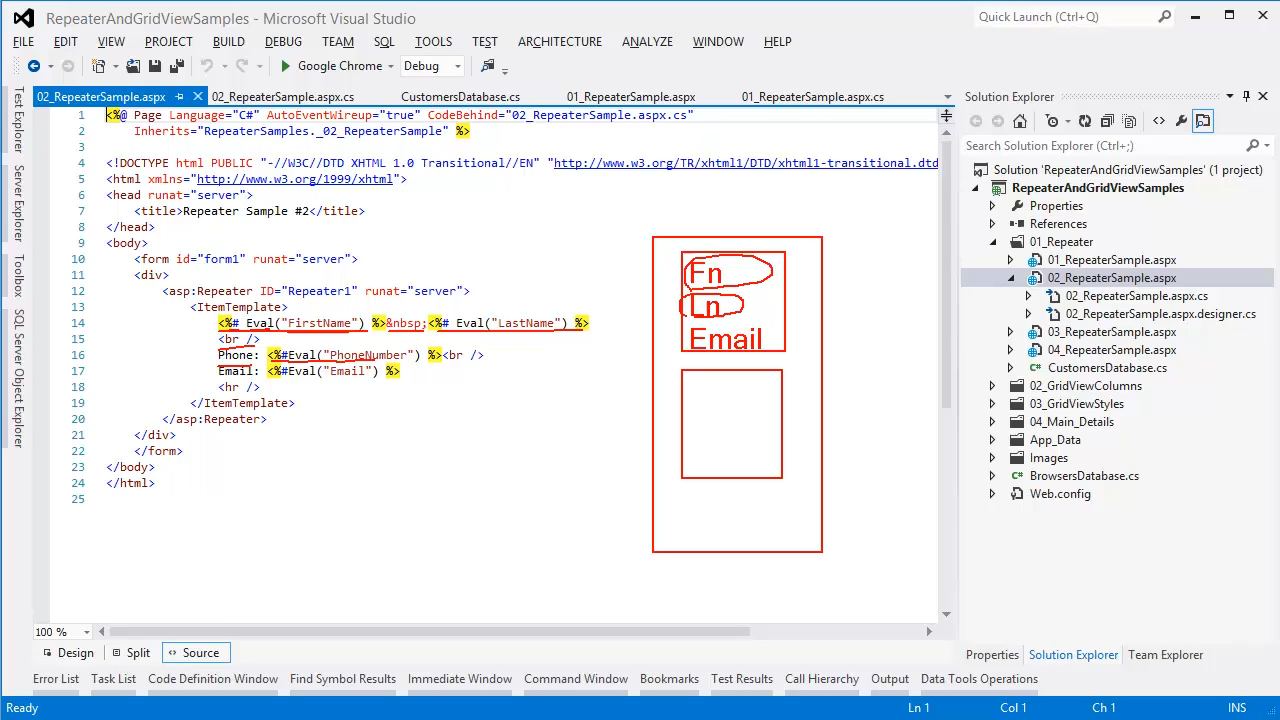 RepeaterAndGridViewSamples - Microsoft Visual Studio
Quick Launch (Ctrl+Q)
FILE EDIT VIEW PROJECT BUILD DEBUG TEAM SQL TOOLS TEST ARCHITECTURE ANALYZE WINDOW HELP
Google Chrome Debug
02_RepeaterSample.aspx 02_RepeaterSample.aspx.cs CustomersDatabase.cs 01_RepeaterSample.aspx 01_RepeaterSample.aspx.cs
Test Explorer
Server Explorer
Toolbox
SQL Server Object Explorer
1 <%@ Page Language="C#" AutoEventWireup="true" CodeBehind="02_RepeaterSample.aspx.cs"
2 Inherits="RepeaterSamples._02_RepeaterSample" %>
3
4 <!DOCTYPE html PUBLIC "-//W3C//DTD XHTML 1.0 Transitional//EN" "http://www.w3.org/TR/xhtml1/DTD/xhtml1-transitional.dtd
5 <html xmlns="http://www.w3.org/1999/xhtml">
6 <head runat="server">
7 <title>Repeater Sample #2</title>
8 </head>
9 <body>
10 <form id="form1" runat="server">
11 <div>
12 <asp:Repeater ID="Repeater1" runat="server">
13 <ItemTemplate>
14 <%# Eval("FirstName") %>&nbsp;<%# Eval("LastName") %>
15 <br />
16 Phone: <%#Eval("PhoneNumber") %><br />
17 Email: <%#Eval("Email") %>
18 <hr />
19 </ItemTemplate>
20 </asp:Repeater>
21 </div>
22 </form>
23 </body>
24 </html>
25
Fn
Ln
Email
100 %
Design Split Source
Solution Explorer
Search Solution Explorer (Ctrl+;)
Solution 'RepeaterAndGridViewSamples' (1 project)
RepeaterAndGridViewSamples
Properties
References
01_Repeater
01_RepeaterSample.aspx
02_RepeaterSample.aspx
02_RepeaterSample.aspx.cs
02_RepeaterSample.aspx.designer.cs
03_RepeaterSample.aspx
04_RepeaterSample.aspx
CustomersDatabase.cs
02_GridViewColumns
03_GridViewStyles
04_Main_Details
App_Data
Images
BrowsersDatabase.cs
Web.config
Properties Solution Explorer Team Explorer
Error List Task List Code Definition Window Find Symbol Results Immediate Window Command Window Bookmarks Test Results Call Hierarchy Output Data Tools Operations
Ready Ln 1 Col 1 Ch 1 INS